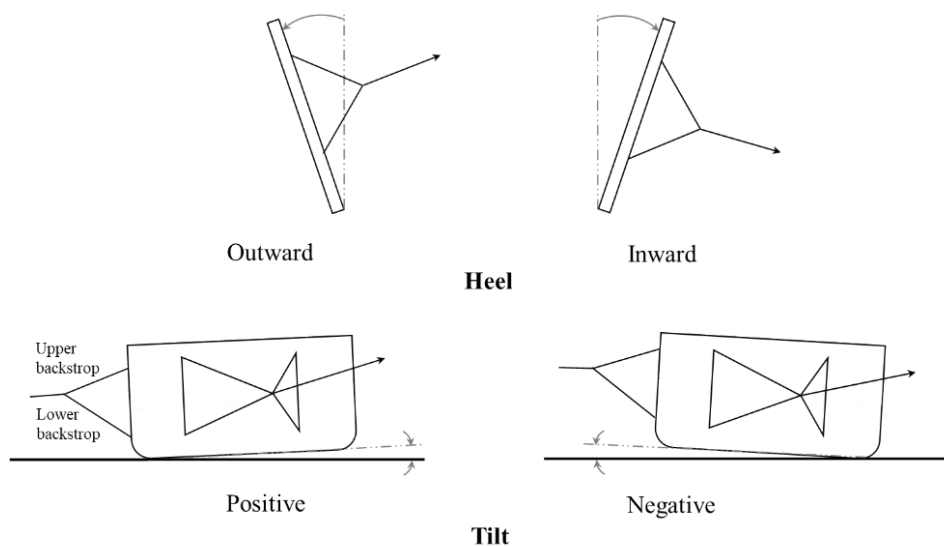 Outward
Inward
Heel
Upper
backstrop
Lower
backstrop
Positive
Negative
Tilt